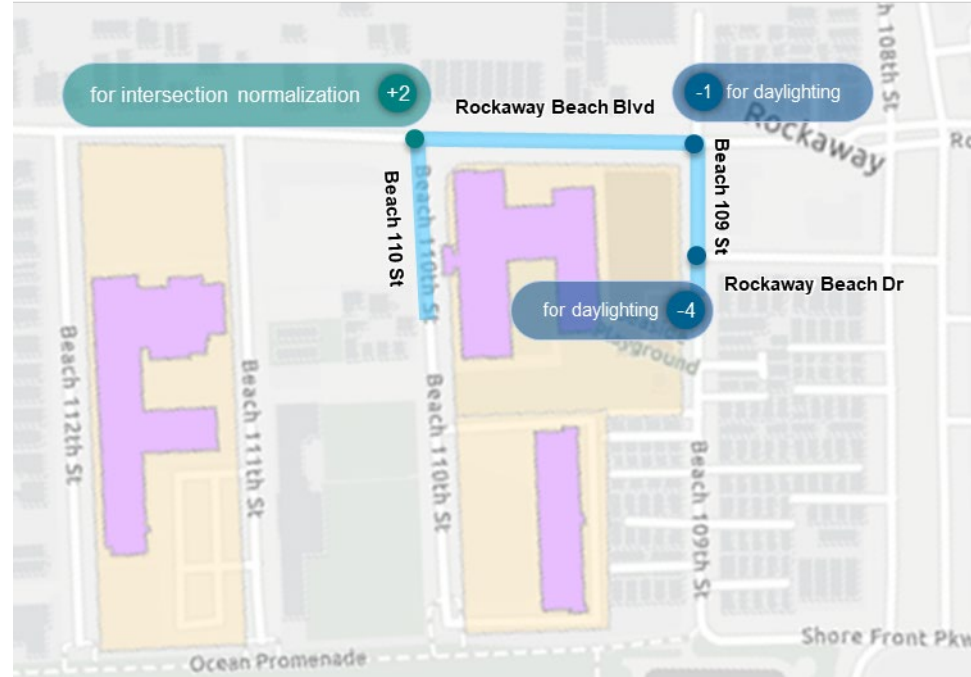 h 108th St
for intersection normalization +2
-1 for daylighting
Rockaway Beach Blvd
Rockaway
Beach 109 St
Beach 110 St
Beach 110th St
Rockaway Beach Dr
for daylighting -4
playground
Beach 112th St
Beach 111th St
Beach 110th St
Beach 109th St
Shore Front Pkw
Ocean Promenade